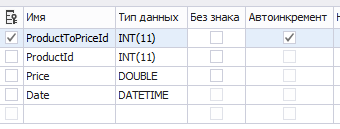 Имя Тип данных Без знака Автоинкремент Н
ProductToPriceId INT(11)
ProductId INT(11)
Price DOUBLE
Date DATETIME